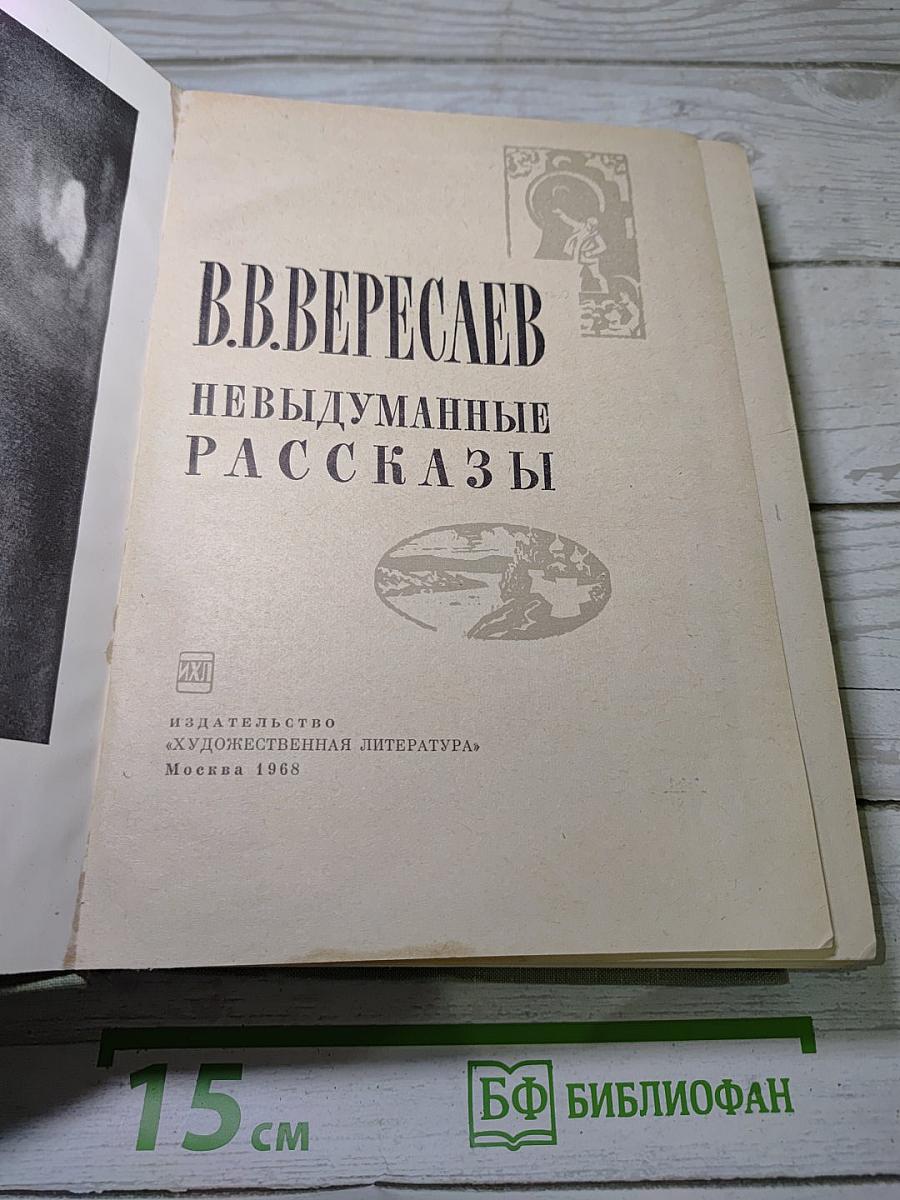 В.В.ВЕРЕСАЕВ
НЕВЫДУМАННЫЕ
РАССКАЗЫ
ИХЛ
ИЗДАТЕЛЬСТВО
«ХУДОЖЕСТВЕННАЯ ЛИТЕРАТУРА»
Москва 1968
15 см
БФ БИБЛИОФАН